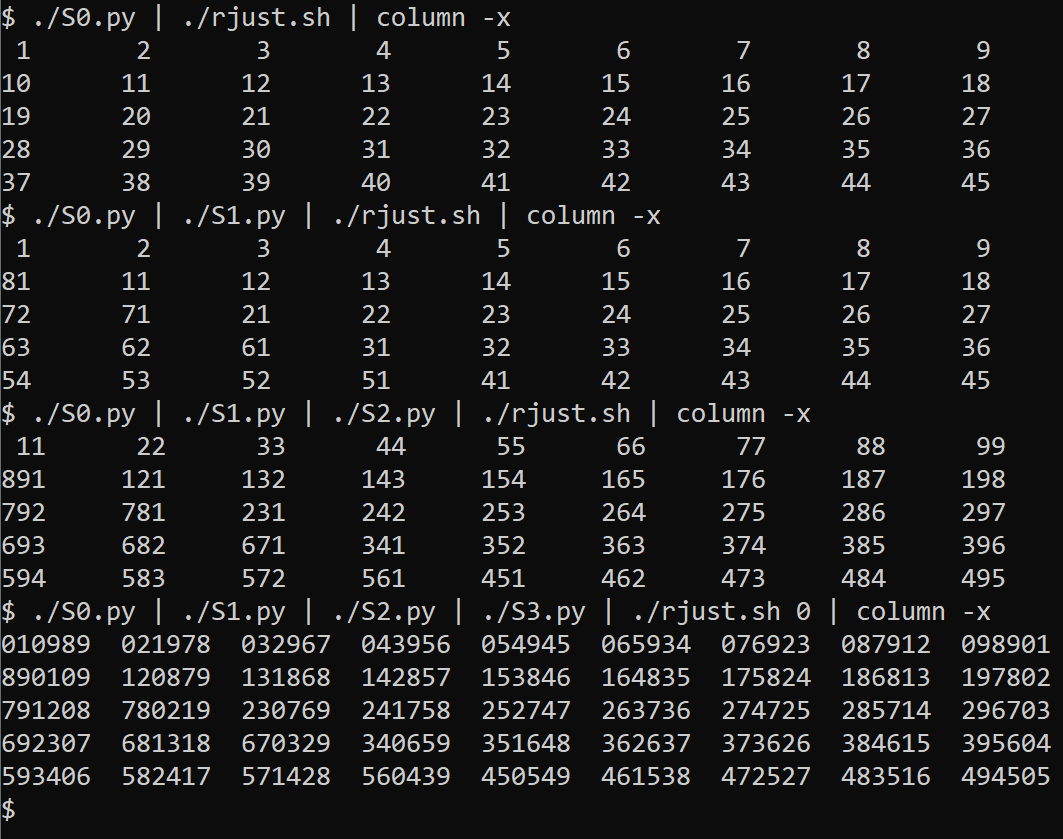 $ ./S0.py | ./rjust.sh | column -x
 1       2       3       4       5       6       7       8       9
10      11      12      13      14      15      16      17      18
19      20      21      22      23      24      25      26      27
28      29      30      31      32      33      34      35      36
37      38      39      40      41      42      43      44      45
$ ./S0.py | ./S1.py | ./rjust.sh | column -x
 1       2       3       4       5       6       7       8       9
81      11      12      13      14      15      16      17      18
72      71      21      22      23      24      25      26      27
63      62      61      31      32      33      34      35      36
54      53      52      51      41      42      43      44      45
$ ./S0.py | ./S1.py | ./S2.py | ./rjust.sh | column -x
 11      22      33      44      55      66      77      88      99
891     121     132     143     154     165     176     187     198
792     781     231     242     253     264     275     286     297
693     682     671     341     352     363     374     385     396
594     583     572     561     451     462     473     484     495
$ ./S0.py | ./S1.py | ./S2.py | ./S3.py | ./rjust.sh 0 | column -x
010989  021978  032967  043956  054945  065934  076923  087912  098901
890109  120879  131868  142857  153846  164835  175824  186813  197802
791208  780219  230769  241758  252747  263736  274725  285714  296703
692307  681318  670329  340659  351648  362637  373626  384615  395604
593406  582417  571428  560439  450549  461538  472527  483516  494505
$